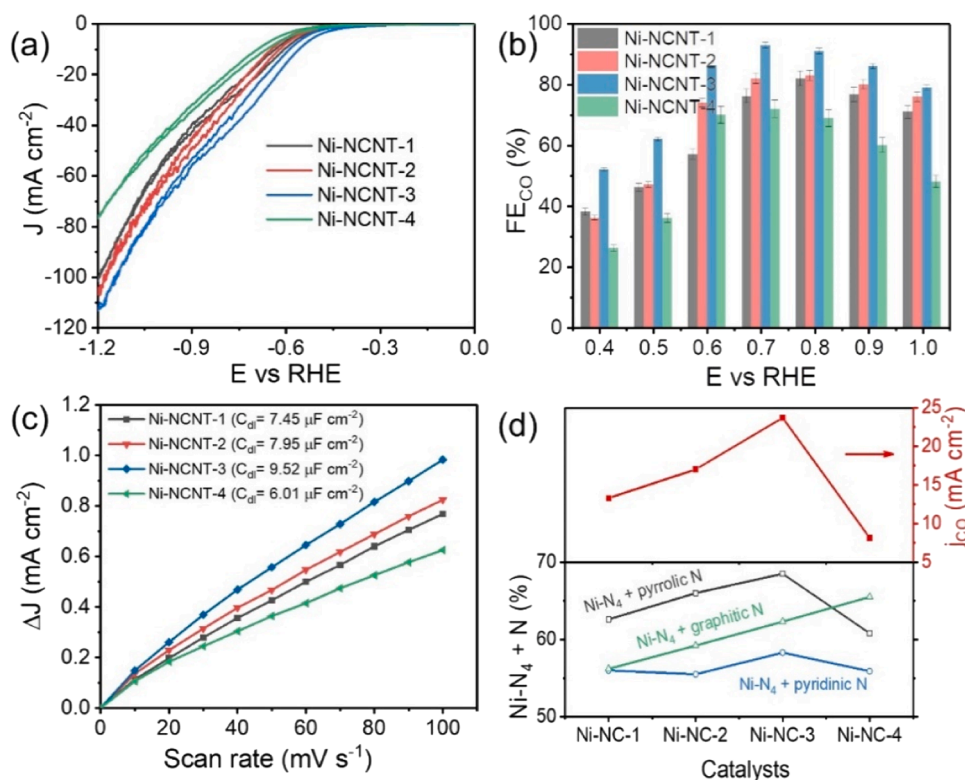 (a)
0
-20
-40
-60
-80
-100
-120
J (mA cm⁻²)
Ni-NCNT-1
Ni-NCNT-2
Ni-NCNT-3
Ni-NCNT-4
-1.2 -0.9 -0.6 -0.3 0.0
E vs RHE
(b)
100
80
60
40
20
0
FE_CO (%)
Ni-NCNT-1
Ni-NCNT-2
Ni-NCNT-3
0.4 0.5 0.6 0.7 0.8 0.9 1.0
E vs RHE
(c)
1.2
1.0
0.8
0.6
0.4
0.2
0.0
ΔJ (mA cm⁻²)
Ni-NCNT-1 (C_dl= 7.45 μF cm⁻²)
Ni-NCNT-2 (C_dl= 7.95 μF cm⁻²)
Ni-NCNT-3 (C_dl= 9.52 μF cm⁻²)
Ni-NCNT-4 (C_dl= 6.01 μF cm⁻²)
0 20 40 60 80 100
Scan rate (mV s⁻¹)
(d)
25
20
15
10
5
j_CO (mA cm⁻²)
70
60
50
Ni-N₄ + N (%)
Ni-N₄ + pyrrolic N
Ni-N₄ + graphitic N
Ni-N₄ + pyridinic N
Ni-NC-1 Ni-NC-2 Ni-NC-3 Ni-NC-4
Catalysts